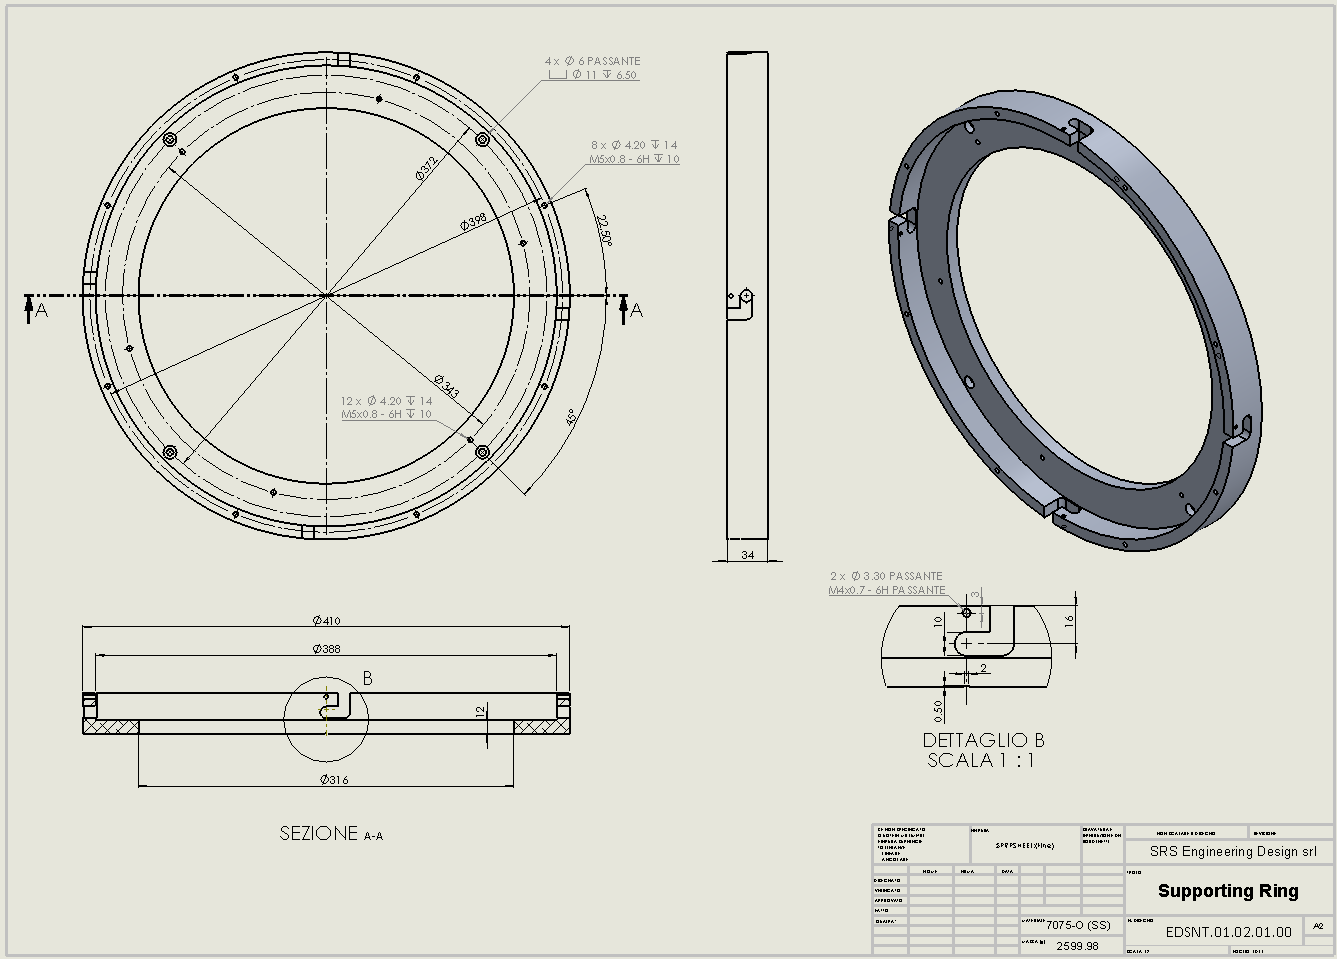 4 x Ø 6 PASSANTE
⌴ Ø 11 ↧ 6.50
8 x Ø 4.20 ↧ 14
M5x0.8 - 6H ↧ 10
Ø372
Ø398
22.50°
A
A
Ø343
12 x Ø 4.20 ↧ 14
M5x0.8 - 6H ↧ 10
45°
34
2 x Ø 3.30 PASSANTE
M4x0.7 - 6H PASSANTE
3
10
16
2
0.50
DETTAGLIO B
SCALA 1 : 1
Ø410
Ø388
B
12
Ø316
SEZIONE A-A
SRS Engineering Design srl
Supporting Ring
7075-O (SS)
EDSNT.01.02.01.00
A2
2599.98